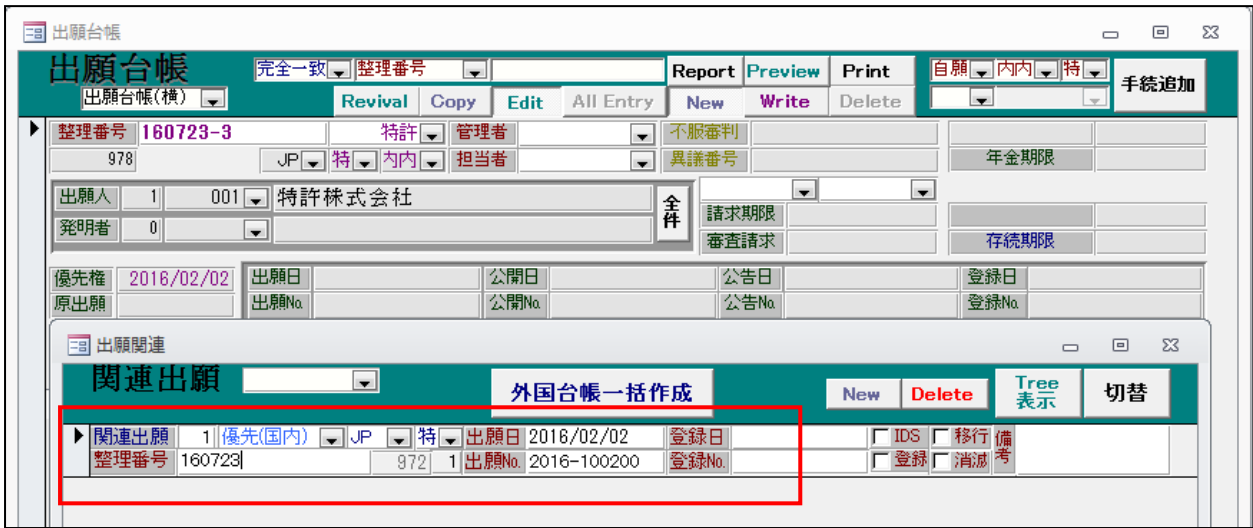 出願台帳
出願台帳 完全一致 整理番号 Report Preview Print 自願 内内 特 手続追加
出願台帳(横) Revival Copy Edit All Entry New Write Delete
整理番号 160723-3 特許 管理者 不服審判
978 JP 特 内内 担当者 異議番号 年金期限
出願人 1 001 特許株式会社 全件
請求期限
発明者 0
審査請求 存続期限
優先権 2016/02/02 出願日 公開日 公告日 登録日
原出願 出願No. 公開No. 公告No. 登録No.
出願関連
関連出願 外国台帳一括作成 New Delete Tree表示 切替
関連出願 1 優先(国内) JP 特 出願日 2016/02/02 登録日 IDS 移行 備考
整理番号 160723 972 1 出願No. 2016-100200 登録No. 登録 消滅